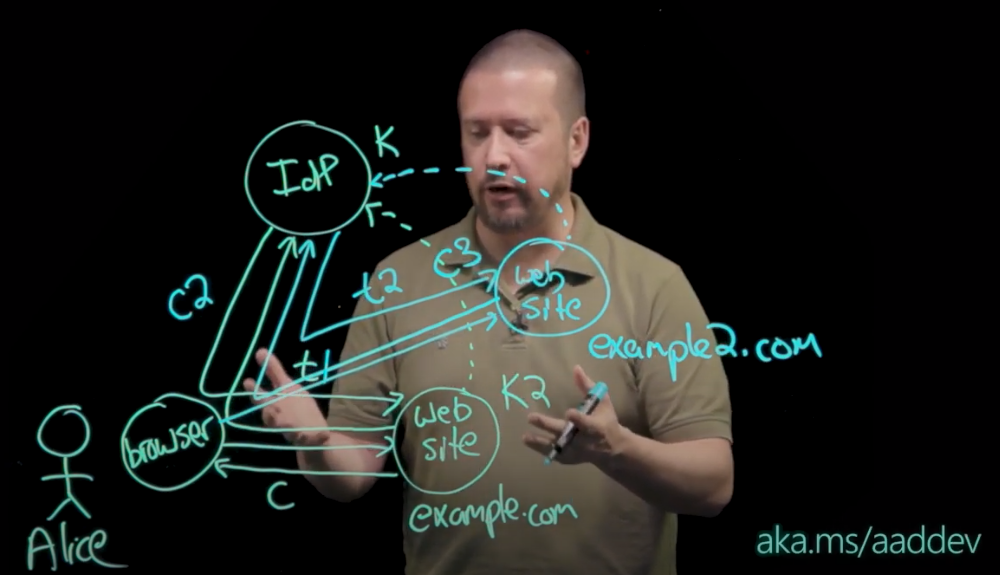 K
IdP
c3
web
site
t2
c2
example2.com
t1
K2
web
site
browser
c
example.com
Alice
aka.ms/aaddev